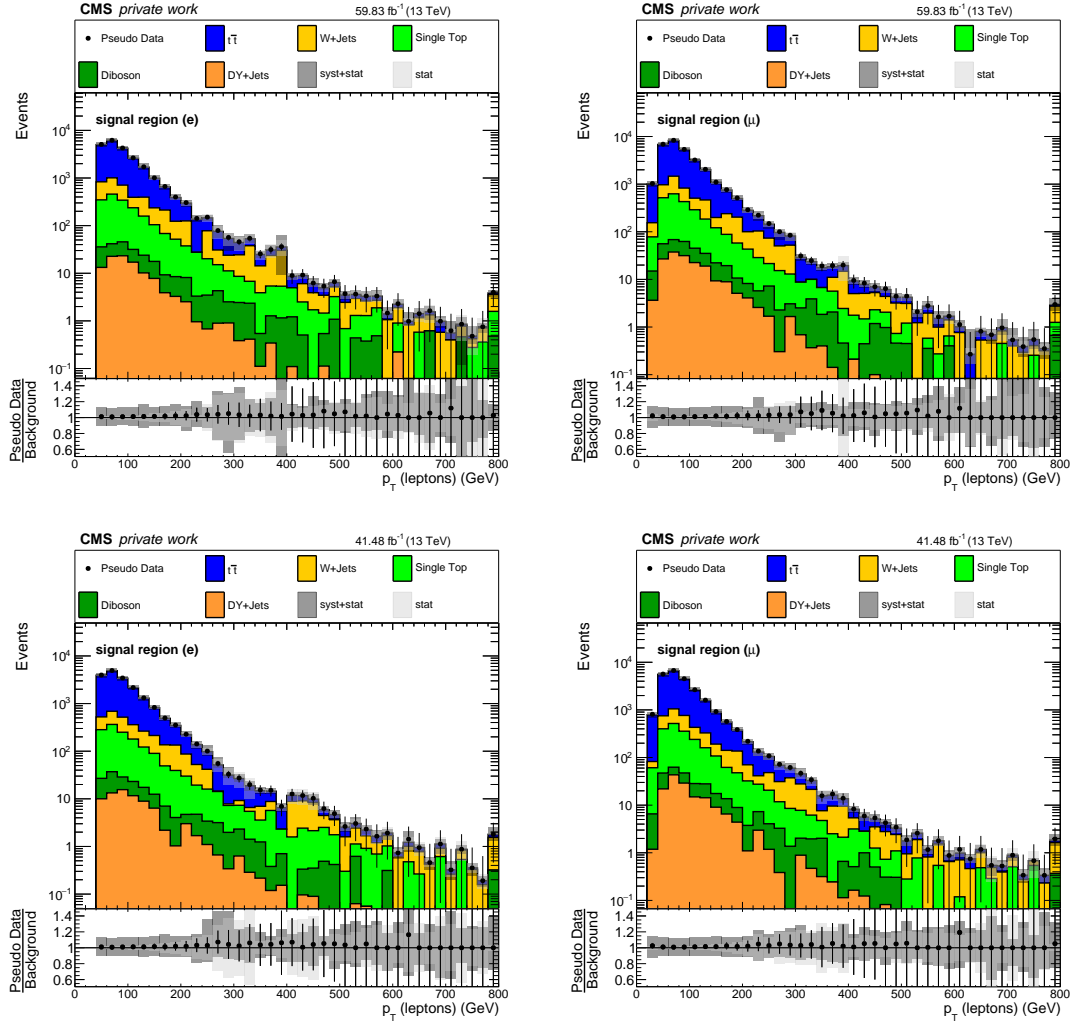 CMS private work 59.83 fb⁻¹ (13 TeV)
Pseudo Data tt̅ W+Jets Single Top
Diboson DY+Jets syst+stat stat
Events
signal region (e)
10⁴
10³
10²
10
1
10⁻¹
Pseudo Data
Background
1.4
1.2
1
0.8
0.6
0 100 200 300 400 500 600 700 800
p_T (leptons) (GeV)
CMS private work 59.83 fb⁻¹ (13 TeV)
Pseudo Data tt̅ W+Jets Single Top
Diboson DY+Jets syst+stat stat
Events
signal region (μ)
10⁴
10³
10²
10
1
10⁻¹
Pseudo Data
Background
1.4
1.2
1
0.8
0.6
0 100 200 300 400 500 600 700 800
p_T (leptons) (GeV)
CMS private work 41.48 fb⁻¹ (13 TeV)
Pseudo Data tt̅ W+Jets Single Top
Diboson DY+Jets syst+stat stat
Events
signal region (e)
10⁴
10³
10²
10
1
10⁻¹
Pseudo Data
Background
1.4
1.2
1
0.8
0.6
0 100 200 300 400 500 600 700 800
p_T (leptons) (GeV)
CMS private work 41.48 fb⁻¹ (13 TeV)
Pseudo Data tt̅ W+Jets Single Top
Diboson DY+Jets syst+stat stat
Events
signal region (μ)
10⁴
10³
10²
10
1
10⁻¹
Pseudo Data
Background
1.4
1.2
1
0.8
0.6
0 100 200 300 400 500 600 700 800
p_T (leptons) (GeV)